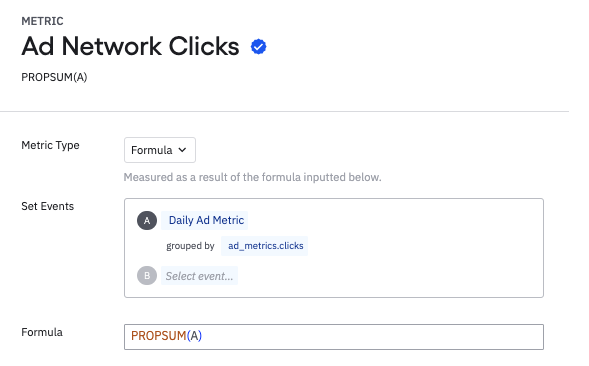 METRIC
Ad Network Clicks
PROPSUM(A)
Metric Type
Formula
Measured as a result of the formula inputted below.
Set Events
A Daily Ad Metric
grouped by ad_metrics.clicks
B Select event...
Formula
PROPSUM(A)